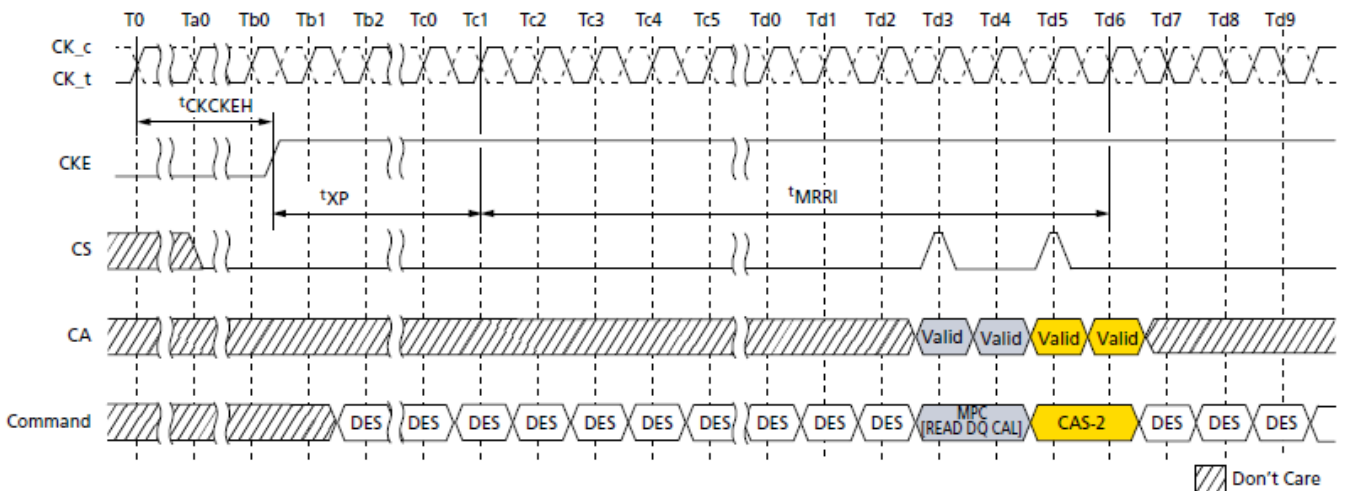 T0 Ta0 Tb0 Tb1 Tb2 Tc0 Tc1 Tc2 Tc3 Tc4 Tc5 Td0 Td1 Td2 Td3 Td4 Td5 Td6 Td7 Td8 Td9
CK_c
CK_t
tCKCKEH
CKE
tXP tMRRI
CS
CA Valid Valid Valid Valid
Command DES DES DES DES DES DES DES DES DES DES MPC [READ DQ CAL] CAS-2 DES DES DES
Don't Care